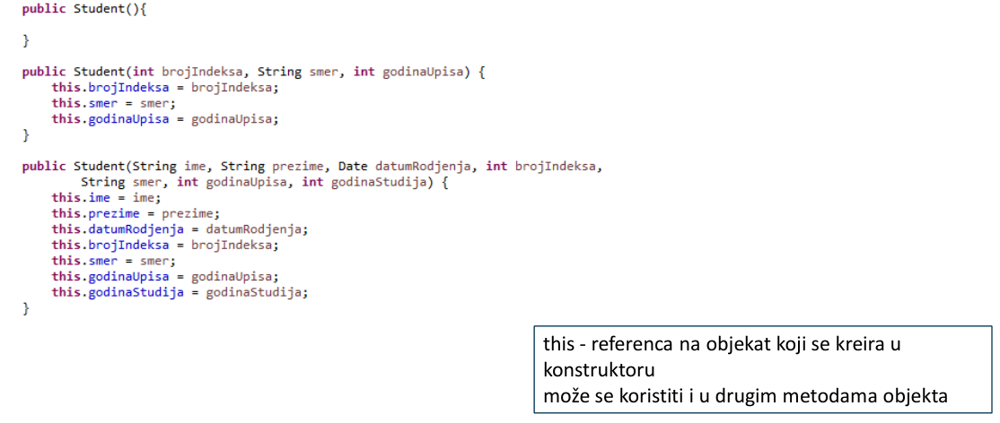 public Student(){
}
public Student(int brojIndeksa, String smer, int godinaUpisa) {
this.brojIndeksa = brojIndeksa;
this.smer = smer;
this.godinaUpisa = godinaUpisa;
}
public Student(String ime, String prezime, Date datumRodjenja, int brojIndeksa,
String smer, int godinaUpisa, int godinaStudija) {
this.ime = ime;
this.prezime = prezime;
this.datumRodjenja = datumRodjenja;
this.brojIndeksa = brojIndeksa;
this.smer = smer;
this.godinaUpisa = godinaUpisa;
this.godinaStudija = godinaStudija;
}
this - referenca na objekat koji se kreira u
konstruktoru
može se koristiti i u drugim metodama objekta